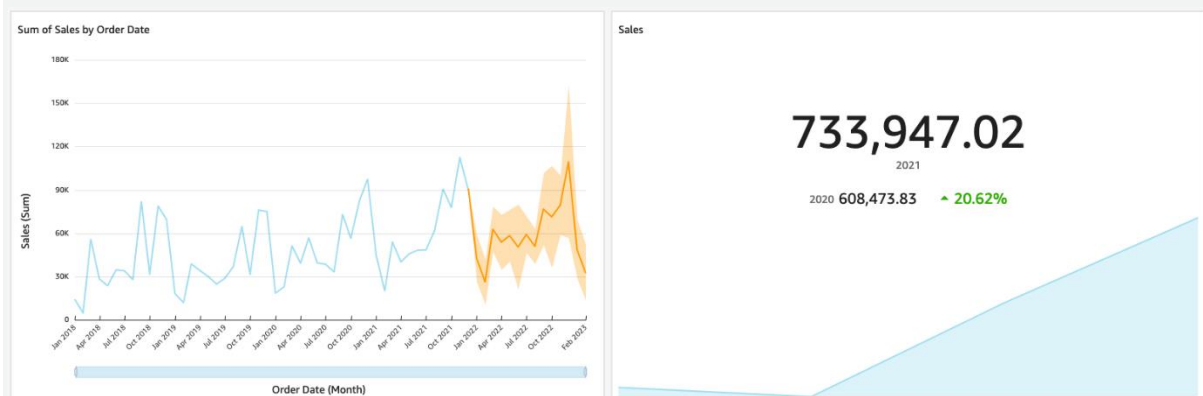 Sum of Sales by Order Date
180K
150K
120K
90K
60K
30K
0
Sales (Sum)
Jan 2018
Apr 2018
Jul 2018
Oct 2018
Jan 2019
Apr 2019
Jul 2019
Oct 2019
Jan 2020
Apr 2020
Jul 2020
Oct 2020
Jan 2021
Apr 2021
Jul 2021
Oct 2021
Jan 2022
Apr 2022
Jul 2022
Oct 2022
Feb 2023
Order Date (Month)
Sales
733,947.02
2021
2020 608,473.83 20.62%